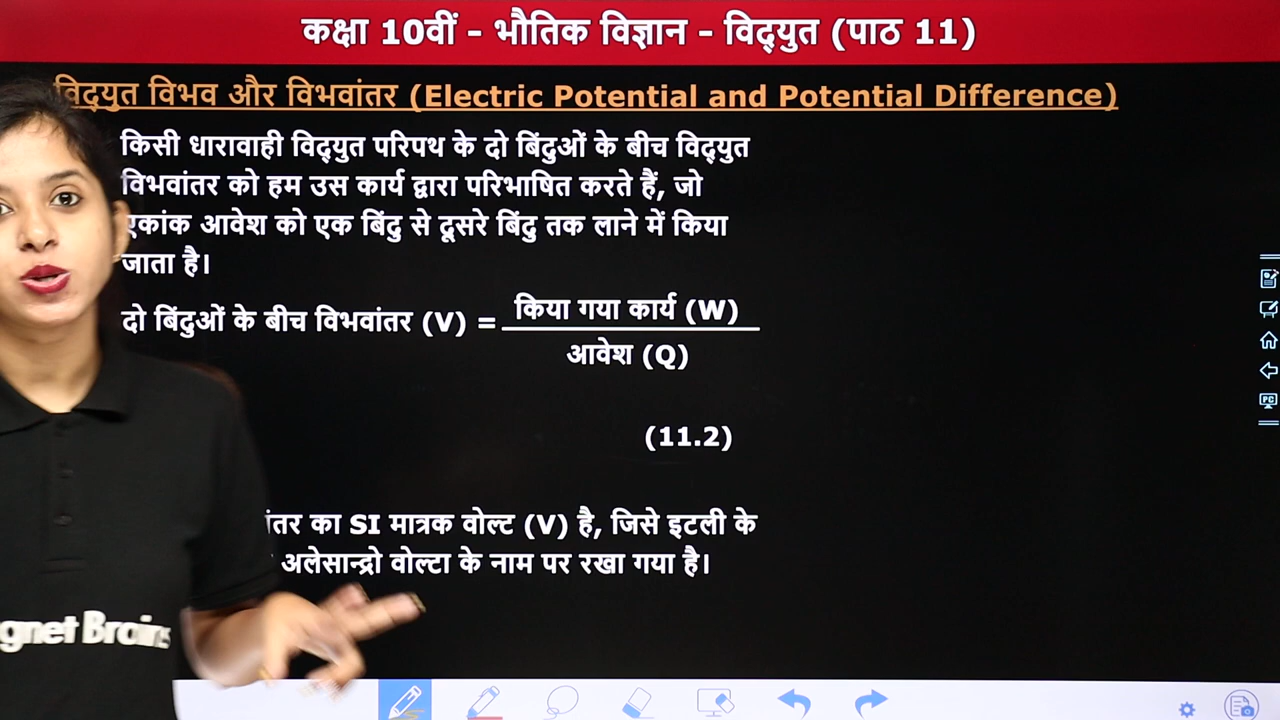 कक्षा 10वीं - भौतिक विज्ञान - विद्युत (पाठ 11)
विद्युत विभव और विभवांतर (Electric Potential and Potential Difference)
किसी धारावाही विद्युत परिपथ के दो बिंदुओं के बीच विद्युत
विभवांतर को हम उस कार्य द्वारा परिभाषित करते हैं, जो
एकांक आवेश को एक बिंदु से दूसरे बिंदु तक लाने में किया
जाता है।
दो बिंदुओं के बीच विभवांतर (V) = किया गया कार्य (W)
आवेश (Q)
(11.2)
ांतर का SI मात्रक वोल्ट (V) है, जिसे इटली के
अलेसान्द्रो वोल्टा के नाम पर रखा गया है।
gnet Brains
PC